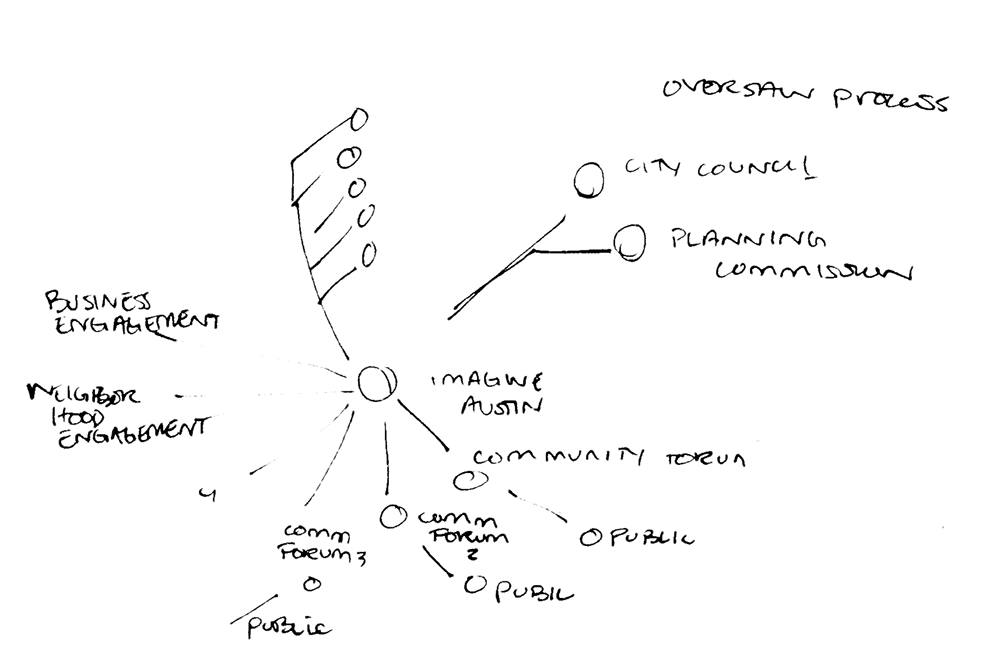 OVERSAW PROCESS
CITY COUNCIL
PLANNING
COMMISSION
BUSINESS
ENGAGEMENT
IMAGINE
AUSTIN
NEIGHBOR
HOOD
ENGAGEMENT
COMMUNITY FORUM
4
COMM
FORUM 2
PUBLIC
COMM
FORUM 3
PUBIC
PUBLIC